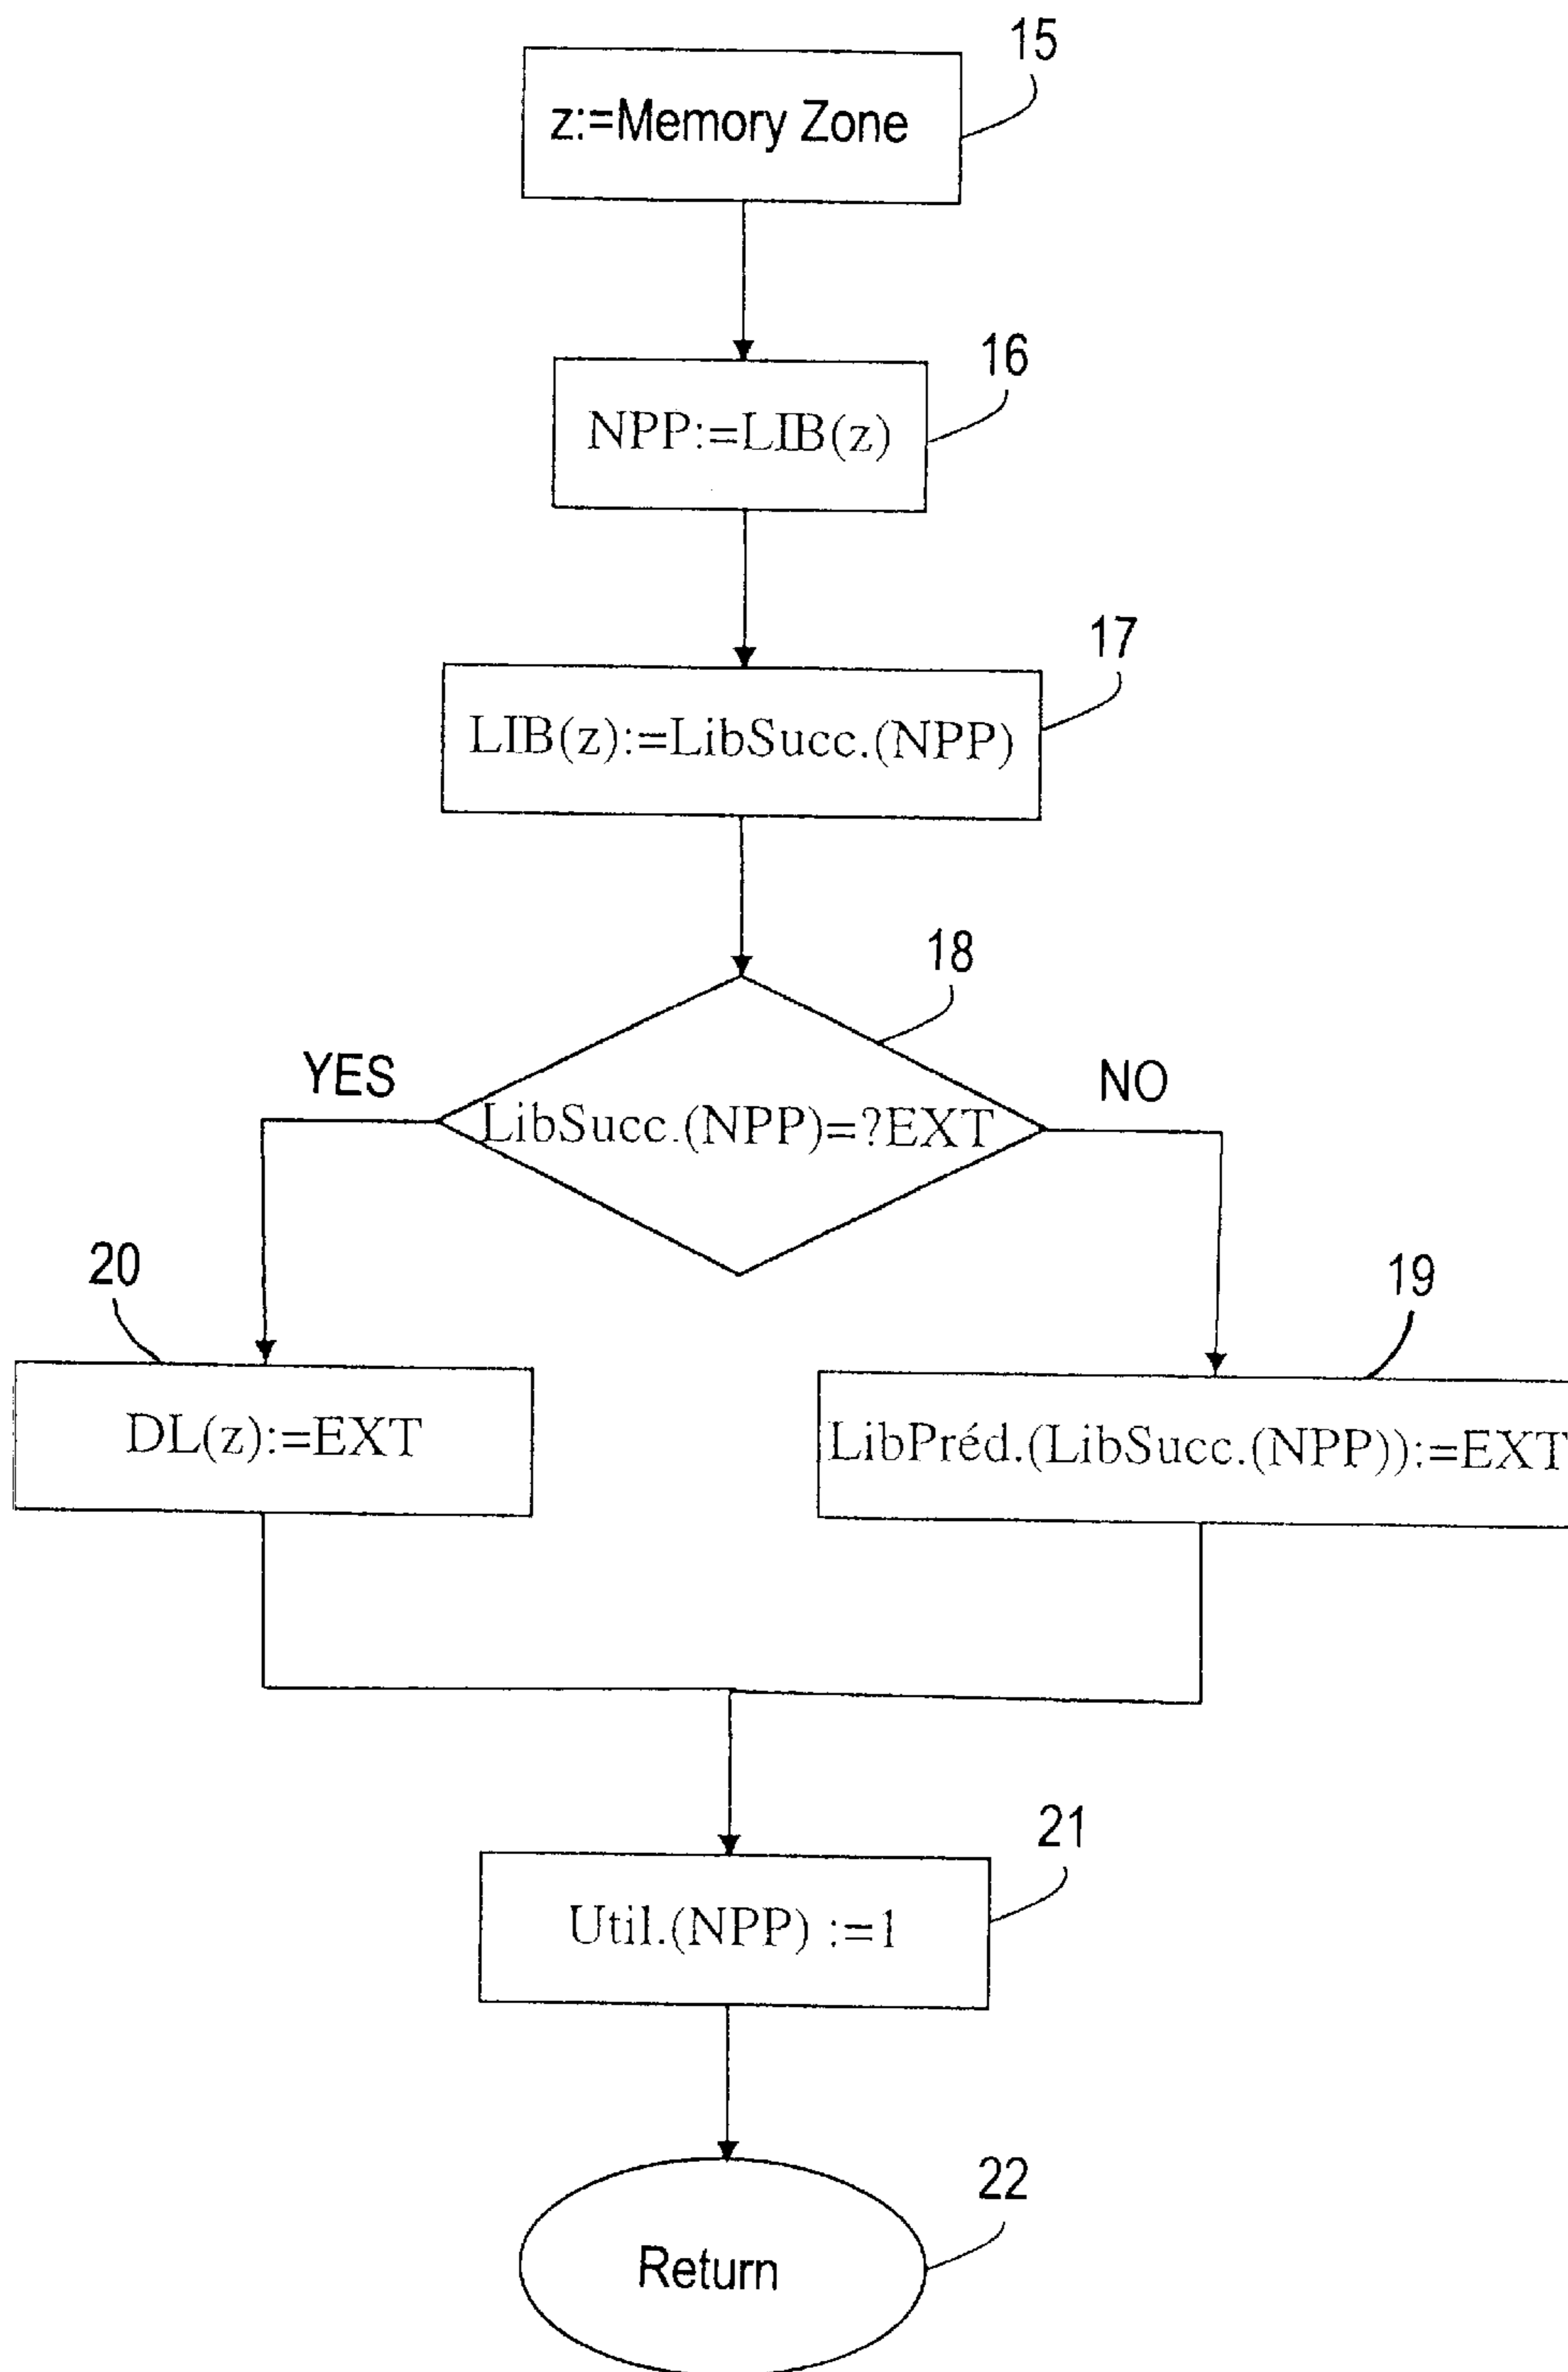 15
z:=Memory Zone
16
NPP:=LIB(z)
17
LIB(z):=LibSucc.(NPP)
18
YES
NO
LibSucc.(NPP)=?EXT
20
19
DL(z):=EXT
LibPréd.(LibSucc.(NPP)):=EXT
21
Util.(NPP) :=1
22
Return